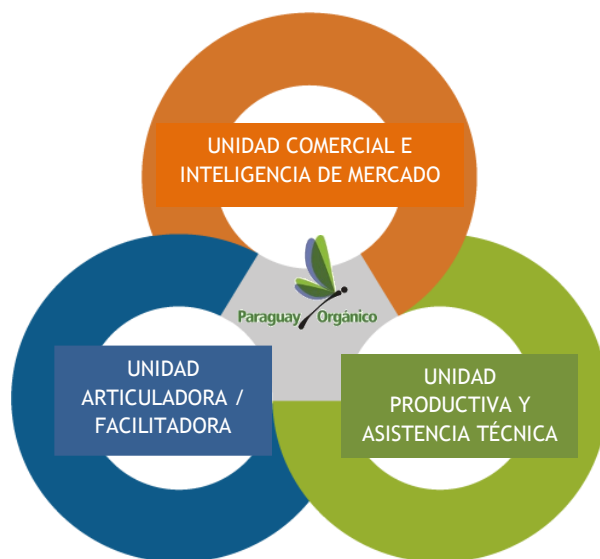 UNIDAD COMERCIAL E
INTELIGENCIA DE MERCADO
Paraguay Orgánico
UNIDAD
ARTICULADORA /
FACILITADORA
UNIDAD
PRODUCTIVA Y
ASISTENCIA TÉCNICA